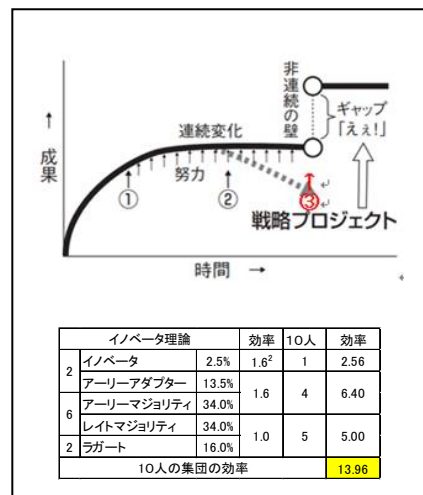 非連続の壁
ギャップ
「えぇ!」
連続変化
↑
成果
努力
① ② ③
戦略プロジェクト
時間 →
イノベータ理論 効率 10人 効率
2 イノベータ 2.5% 1.6² 1 2.56
アーリーアダプター 13.5% 1.6 4 6.40
6 アーリーマジョリティ 34.0%
レイトマジョリティ 34.0% 1.0 5 5.00
2 ラガート 16.0%
10人の集団の効率 13.96